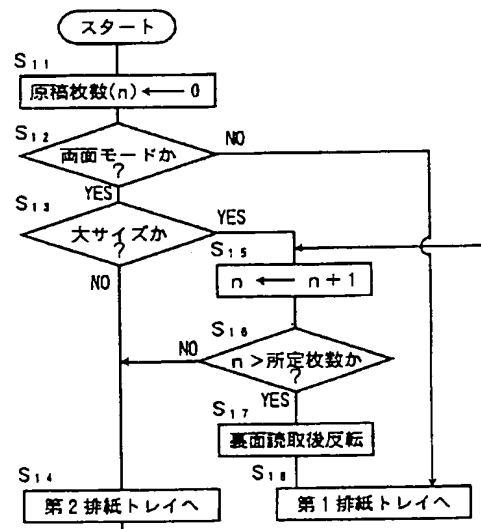 スタート
S11
原稿枚数(n) ← 0
S12
両面モードか
?
NO
YES
S13
大サイズか
?
YES
NO
S15
n ← n+1
S16
n>所定枚数か
?
NO
YES
S17
裏面読取後反転
S14
第2排紙トレイへ
S18
第1排紙トレイへ